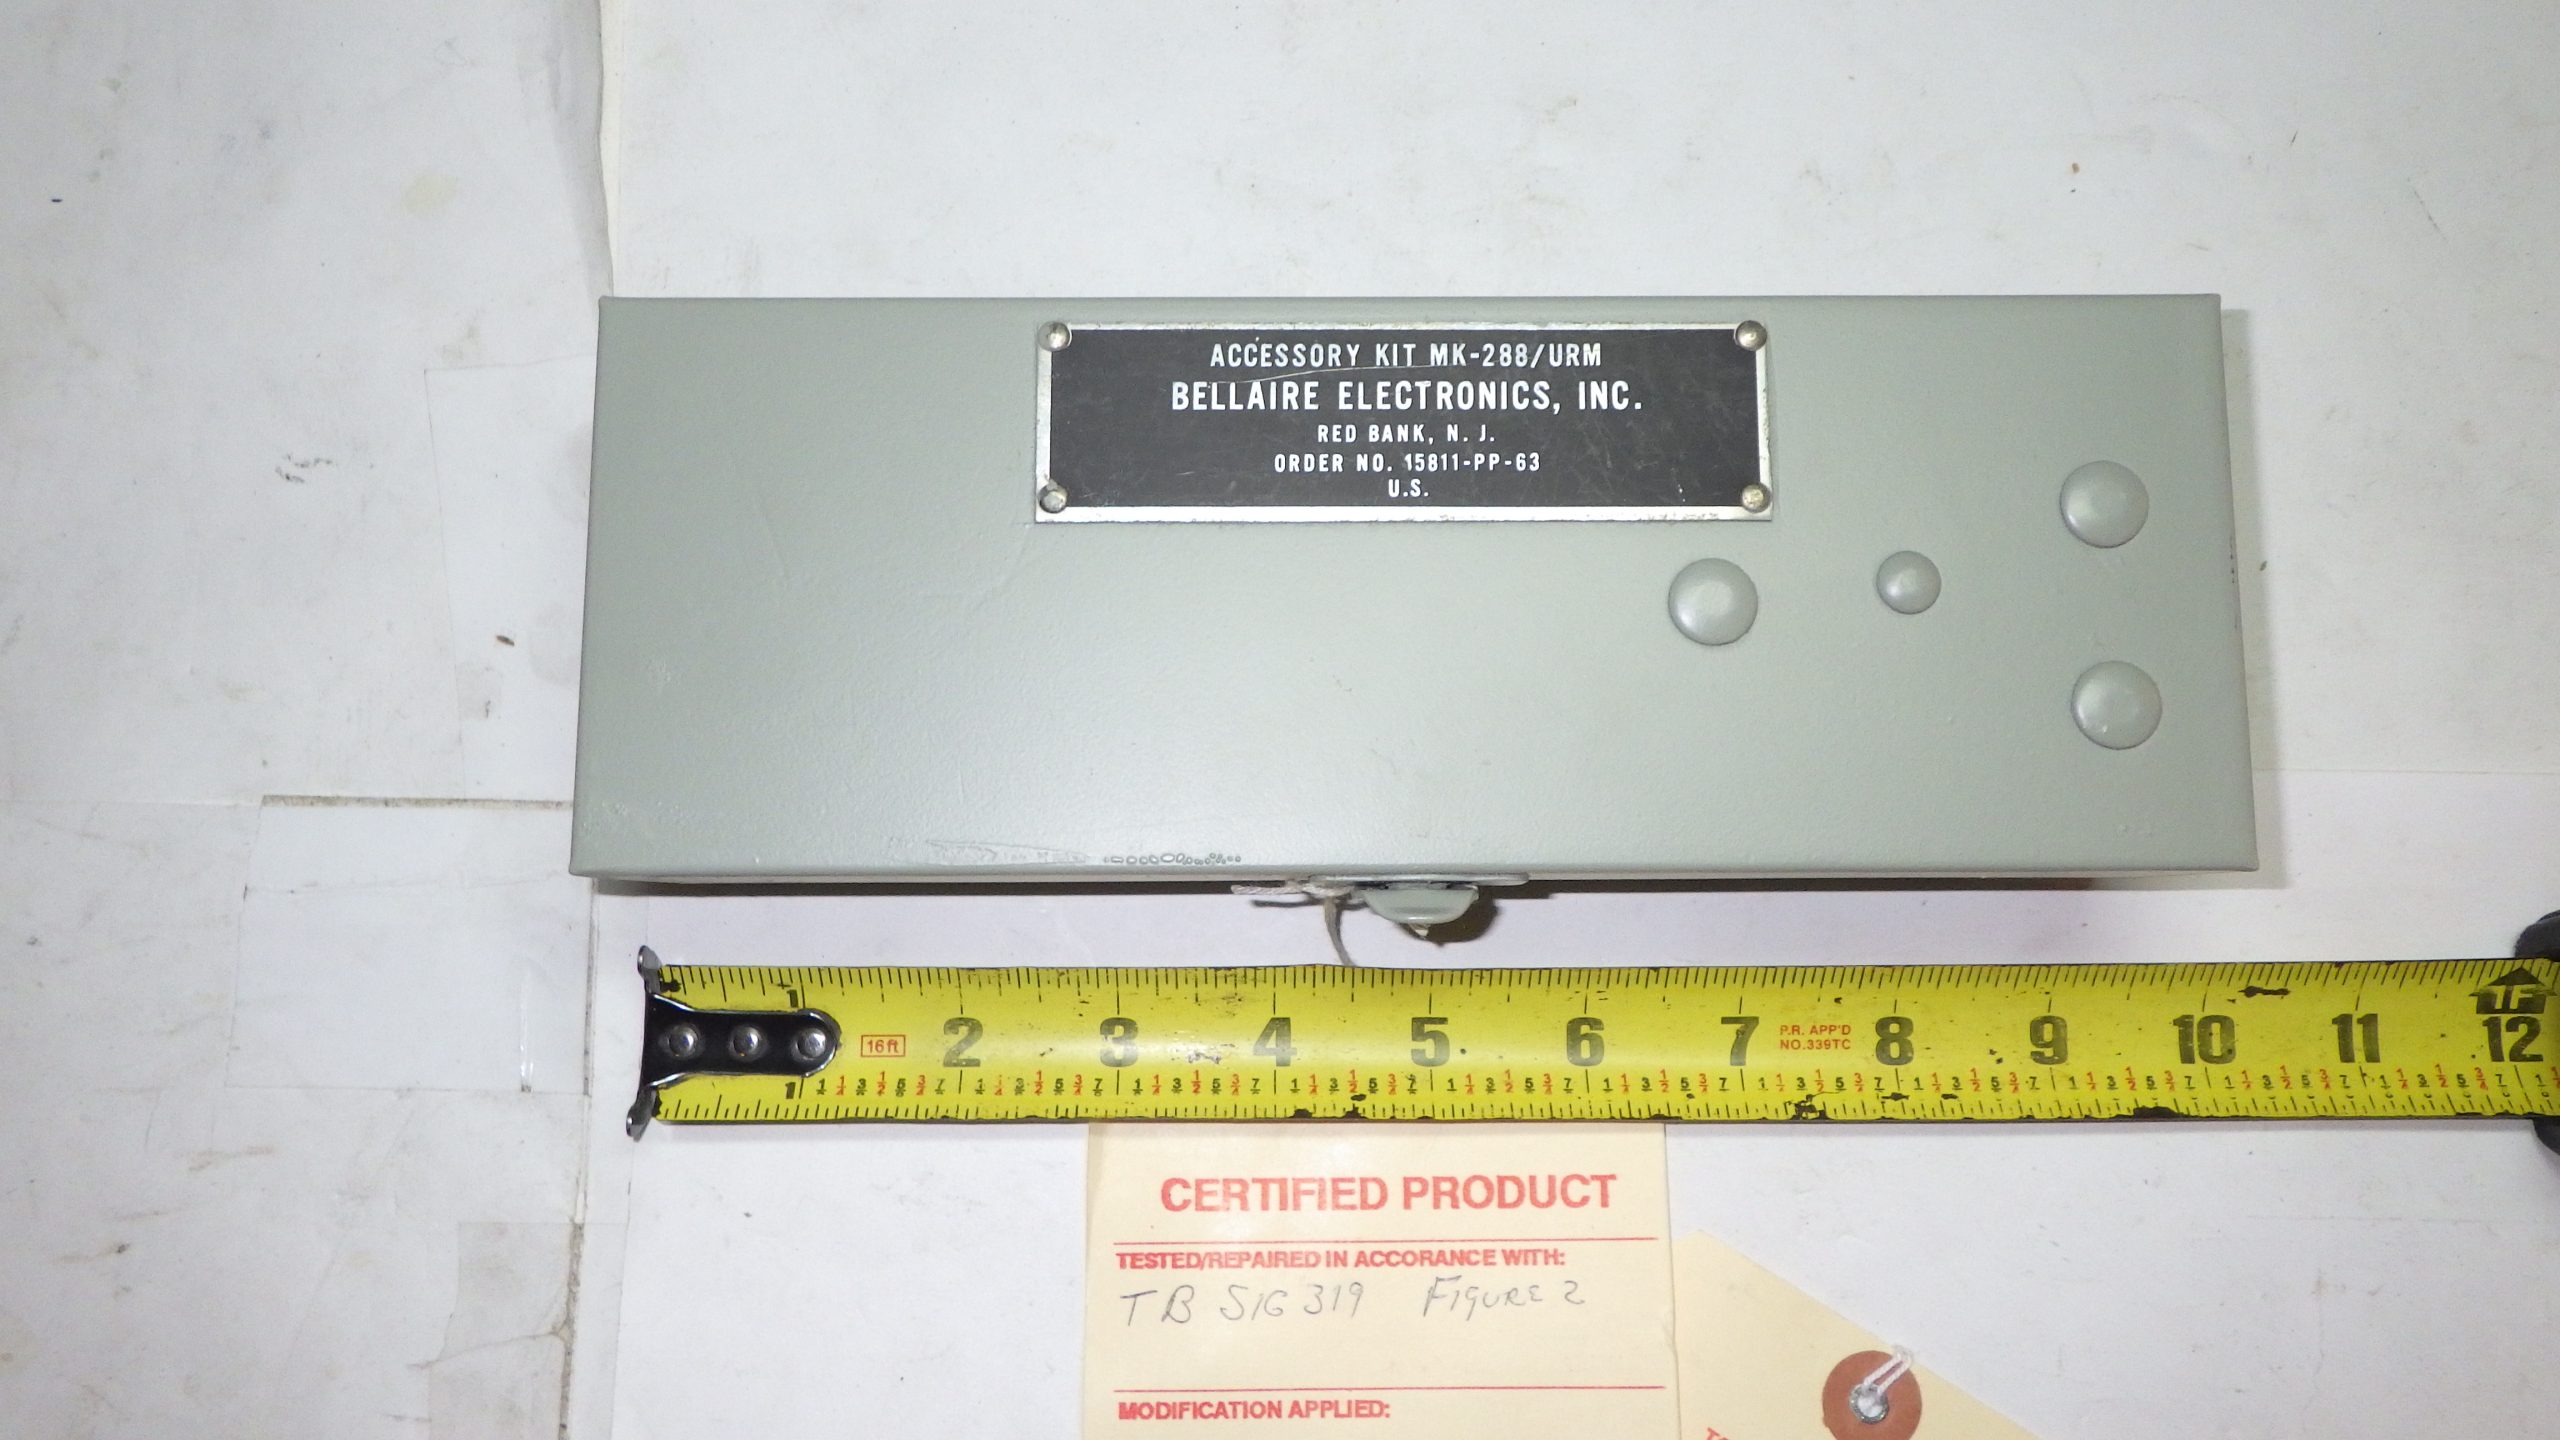 ACCESSORY KIT MK-288/URM
BELLAIRE ELECTRONICS, INC.
RED BANK, N. J.
ORDER NO. 15811-PP-63
U.S.
1 2 3 4 5 6 7 8 9 10 11 12
16ft
P.R. APP'D
NO.339TC
CERTIFIED PRODUCT
TESTED/REPAIRED IN ACCORANCE WITH:
TB SIG 319 FIGURE 2
MODIFICATION APPLIED: